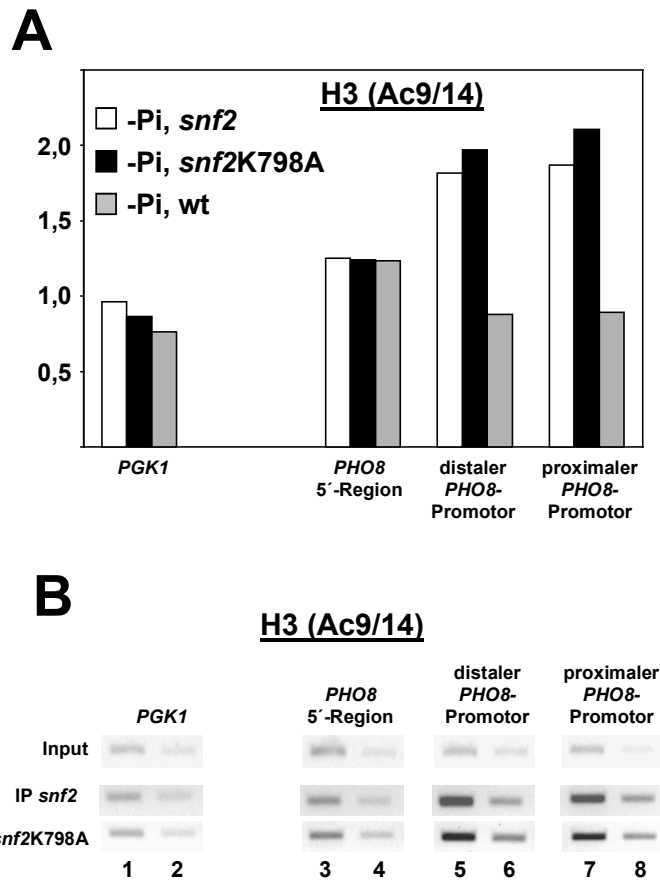 A
H3 (Ac9/14)
-Pi, snf2
-Pi, snf2K798A
-Pi, wt
2,0
1,5
1,0
0,5
PGK1
PHO8
5´-Region
distaler
PHO8-
Promotor
proximaler
PHO8-
Promotor
B
H3 (Ac9/14)
PGK1
PHO8
5´-Region
distaler
PHO8-
Promotor
proximaler
PHO8-
Promotor
Input
IP snf2
snf2K798A
1 2 3 4 5 6 7 8